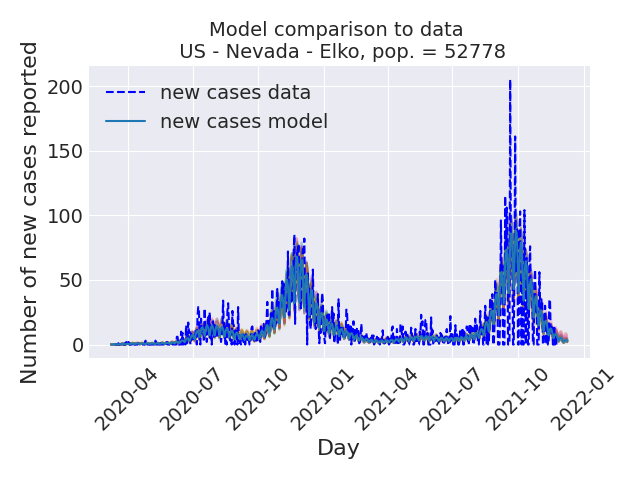 Model comparison to data
US - Nevada - Elko, pop. = 52778
new cases data
new cases model
Number of new cases reported
200
150
100
50
0
2020-04
2020-07
2020-10
2021-01
2021-04
2021-07
2021-10
2022-01
Day